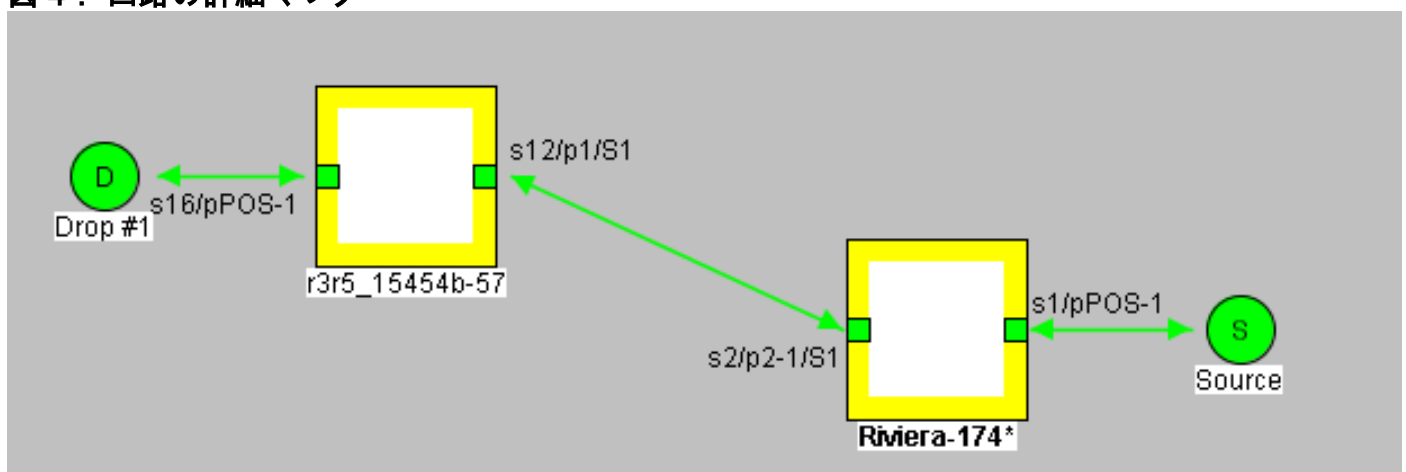 D
Drop #1
s16/pPOS-1
r3r5_15454b-57
s12/p1/S1
s2/p2-1/S1
Riviera-174*
s1/pPOS-1
S
Source